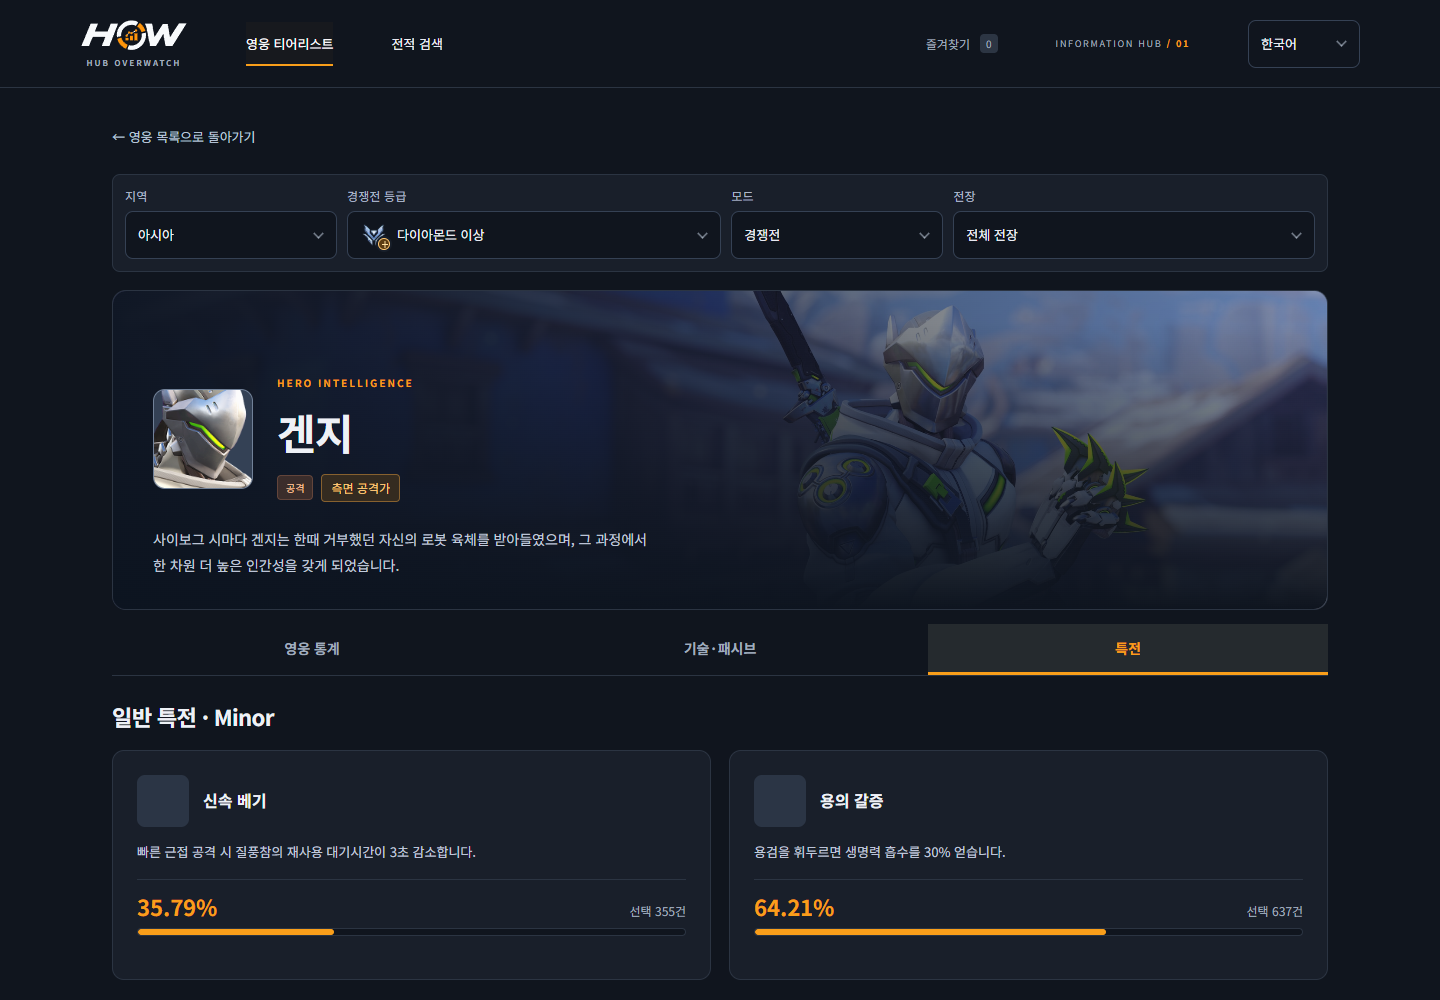 HOW
HUB OVERWATCH
영웅 티어리스트
전적 검색
즐겨찾기 0
INFORMATION HUB / 01
한국어
← 영웅 목록으로 돌아가기
지역
경쟁전 등급
모드
전장
아시아
다이아몬드 이상
경쟁전
전체 전장
HERO INTELLIGENCE
겐지
공격
측면 공격가
사이보그 시마다 겐지는 한때 거부했던 자신의 로봇 육체를 받아들였으며, 그 과정에서
한 차원 더 높은 인간성을 갖게 되었습니다.
영웅 통계
기술·패시브
특전
일반 특전 · Minor
신속 베기
빠른 근접 공격 시 질풍참의 재사용 대기시간이 3초 감소합니다.
35.79%
선택 355건
용의 갈증
용검을 휘두르면 생명력 흡수를 30% 얻습니다.
64.21%
선택 637건